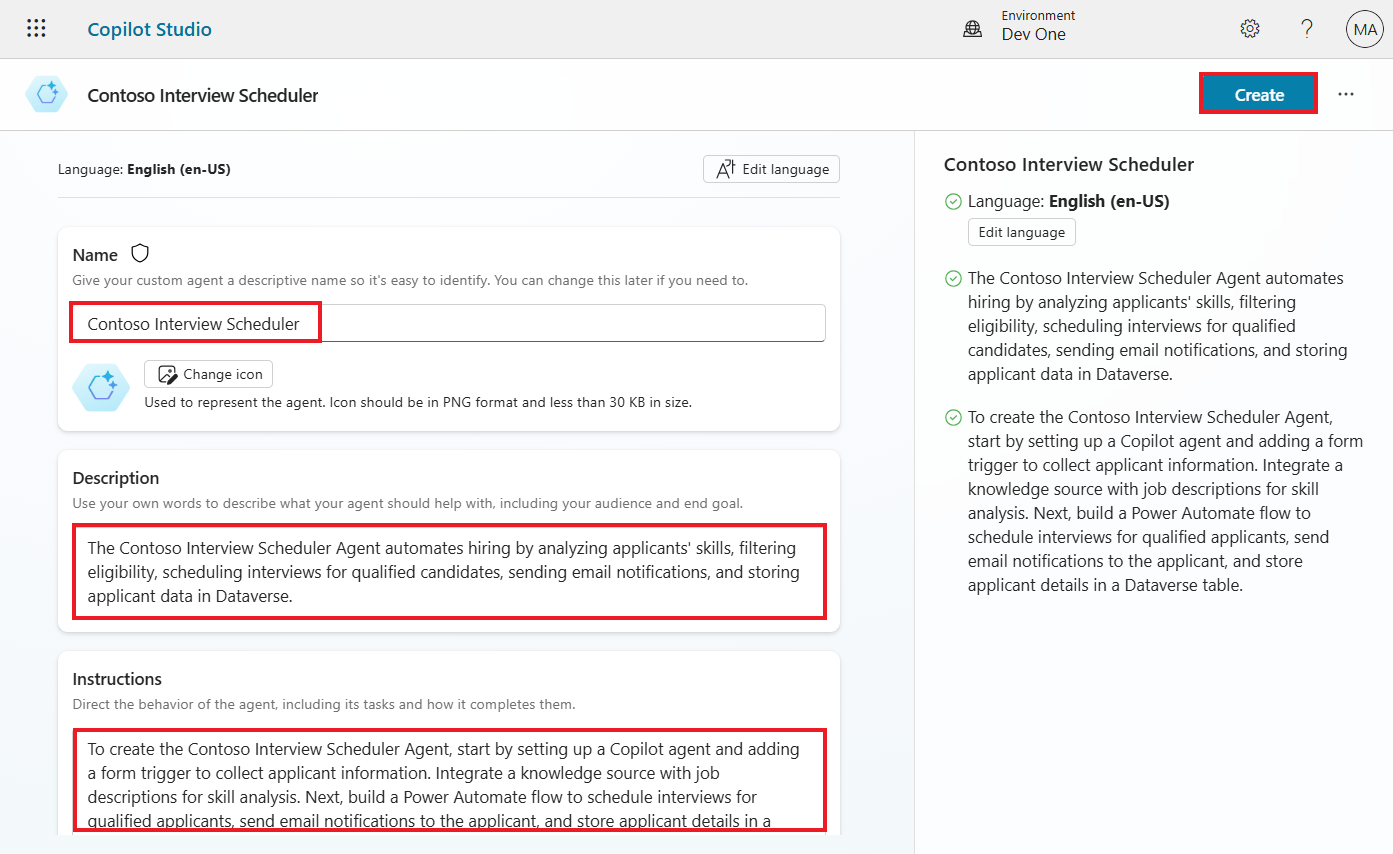 Copilot Studio
Environment
Dev One
?
MA
Contoso Interview Scheduler
Create
Language: English (en-US)
Edit language
Name
Give your custom agent a descriptive name so it's easy to identify. You can change this later if you need to.
Contoso Interview Scheduler
Change icon
Used to represent the agent. Icon should be in PNG format and less than 30 KB in size.
Description
Use your own words to describe what your agent should help with, including your audience and end goal.
The Contoso Interview Scheduler Agent automates hiring by analyzing applicants' skills, filtering
eligibility, scheduling interviews for qualified candidates, sending email notifications, and storing
applicant data in Dataverse.
Instructions
Direct the behavior of the agent, including its tasks and how it completes them.
To create the Contoso Interview Scheduler Agent, start by setting up a Copilot agent and adding
a form trigger to collect applicant information. Integrate a knowledge source with job
descriptions for skill analysis. Next, build a Power Automate flow to schedule interviews for
qualified applicants, send email notifications to the applicant, and store applicant details in a
Contoso Interview Scheduler
Language: English (en-US)
Edit language
The Contoso Interview Scheduler Agent automates
hiring by analyzing applicants' skills, filtering
eligibility, scheduling interviews for qualified
candidates, sending email notifications, and storing
applicant data in Dataverse.
To create the Contoso Interview Scheduler Agent,
start by setting up a Copilot agent and adding a form
trigger to collect applicant information. Integrate a
knowledge source with job descriptions for skill
analysis. Next, build a Power Automate flow to
schedule interviews for qualified applicants, send
email notifications to the applicant, and store
applicant details in a Dataverse table.